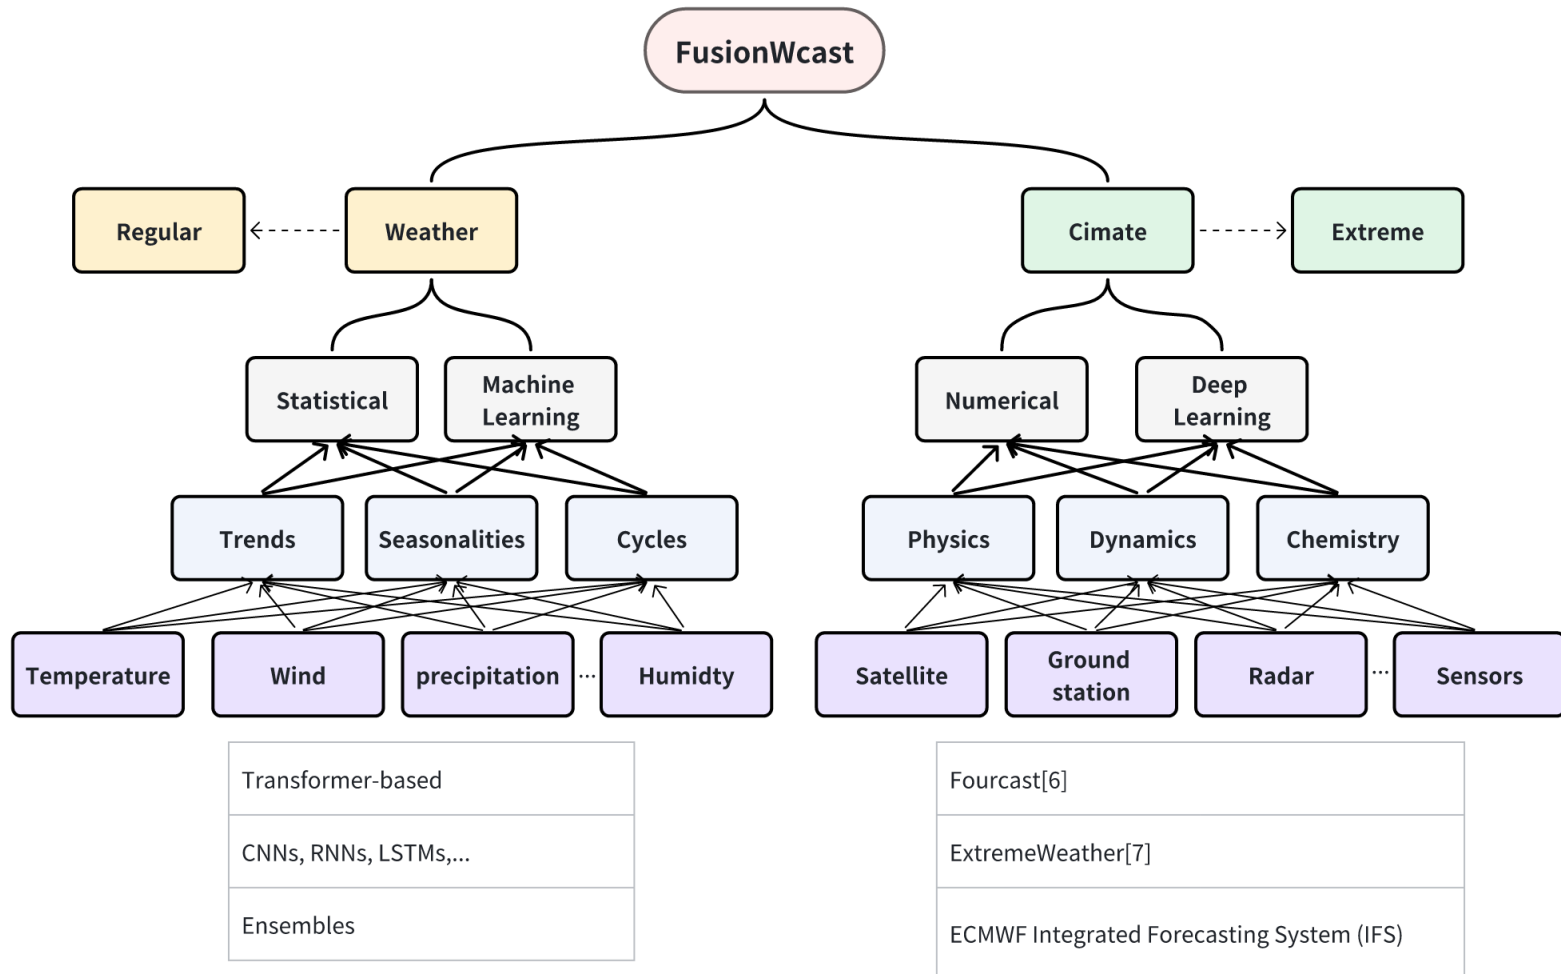 FusionWcast
Regular
Weather
Cimate
Extreme
Statistical
Machine
Learning
Numerical
Deep
Learning
Trends
Seasonalities
Cycles
Physics
Dynamics
Chemistry
Temperature
Wind
precipitation
...
Humidty
Satellite
Ground
station
Radar
...
Sensors
Transformer-based
CNNs, RNNs, LSTMs,...
Ensembles
Fourcast[6]
ExtremeWeather[7]
ECMWF Integrated Forecasting System (IFS)